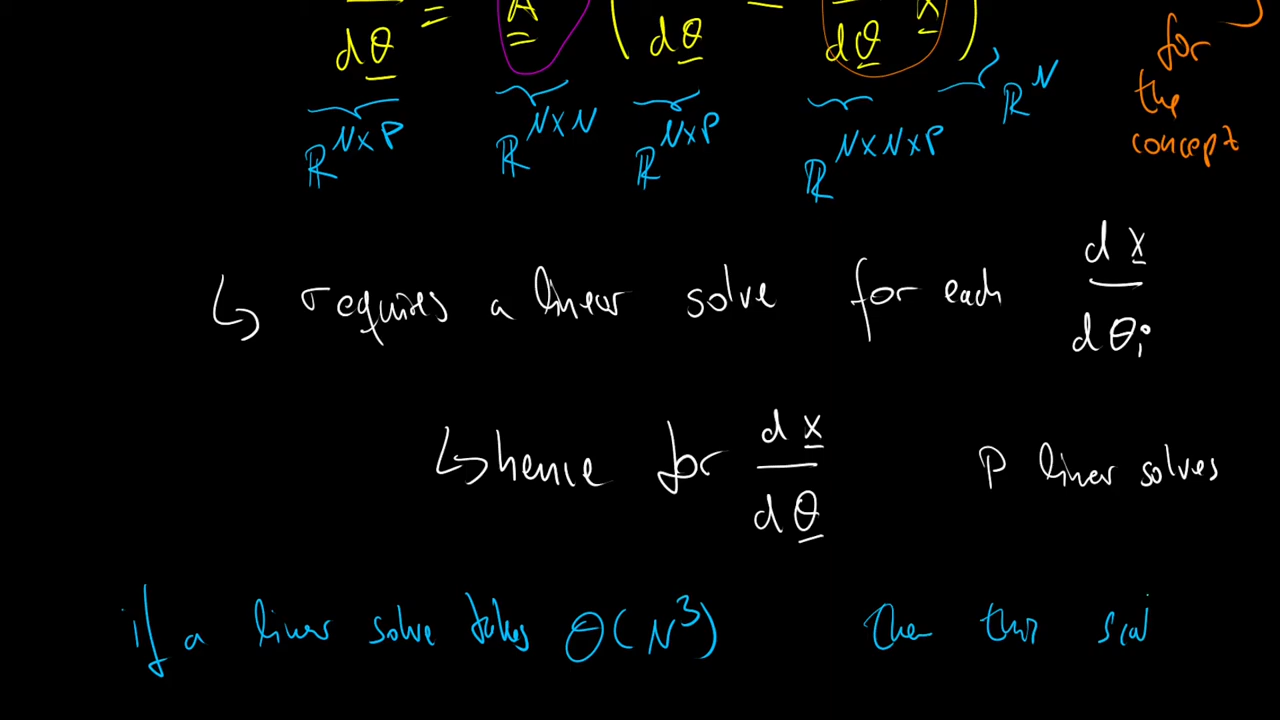 dθ = A ( dθ - dθ x )
for
the
concept
ℝ^{N×P} ℝ^{N×N} ℝ^{N×P} ℝ^{N×N×P} ℝ^N
↳ requires a linear solve for each dx/dθᵢ
↳ hence for dx/dθ P linear solves
if a linear solve takes O(N³) then this scal